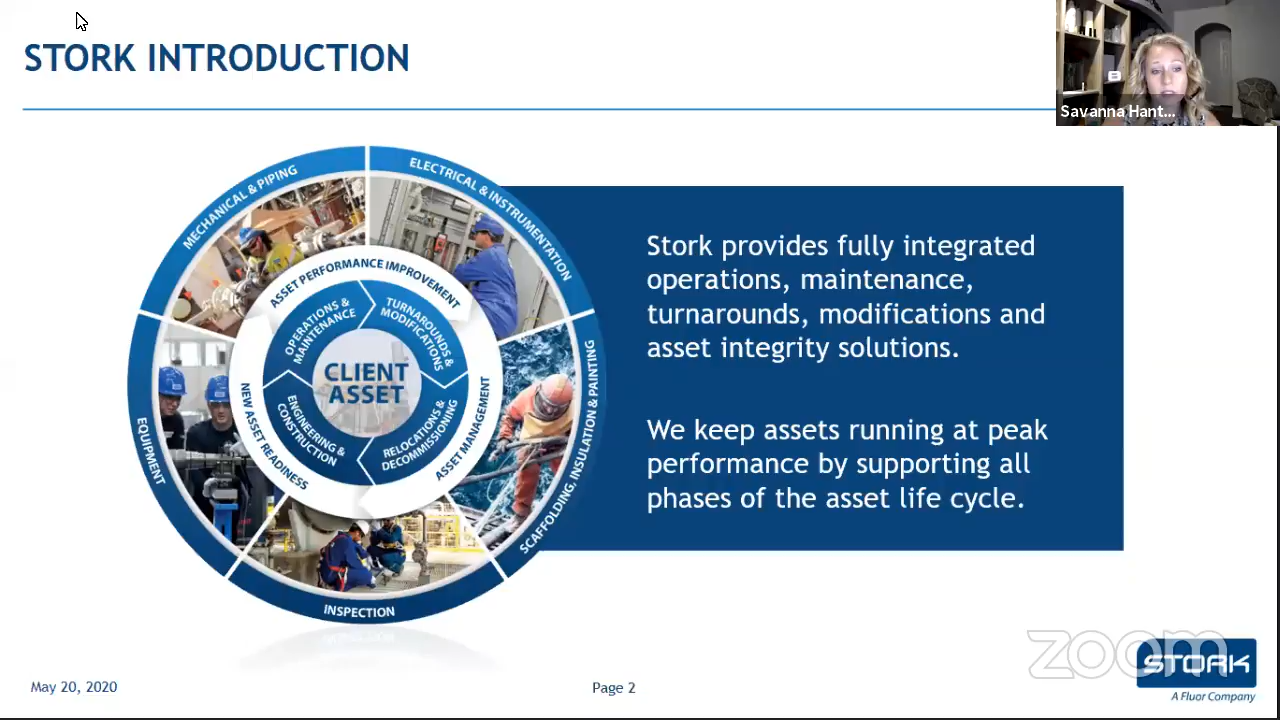 STORK INTRODUCTION
Savanna Hant...
MECHANICAL & PIPING
ELECTRICAL & INSTRUMENTATION
SCAFFOLDING, INSULATION & PAINTING
INSPECTION
EQUIPMENT
ASSET PERFORMANCE IMPROVEMENT
ASSET MANAGEMENT
NEW ASSET READINESS
OPERATIONS &
MAINTENANCE
TURNAROUNDS &
MODIFICATIONS
RELOCATIONS &
DECOMMISSIONING
ENGINEERING &
CONSTRUCTION
CLIENT
ASSET
Stork provides fully integrated
operations, maintenance,
turnarounds, modifications and
asset integrity solutions.
We keep assets running at peak
performance by supporting all
phases of the asset life cycle.
zoom
STORK
A Fluor Company
May 20, 2020
Page 2